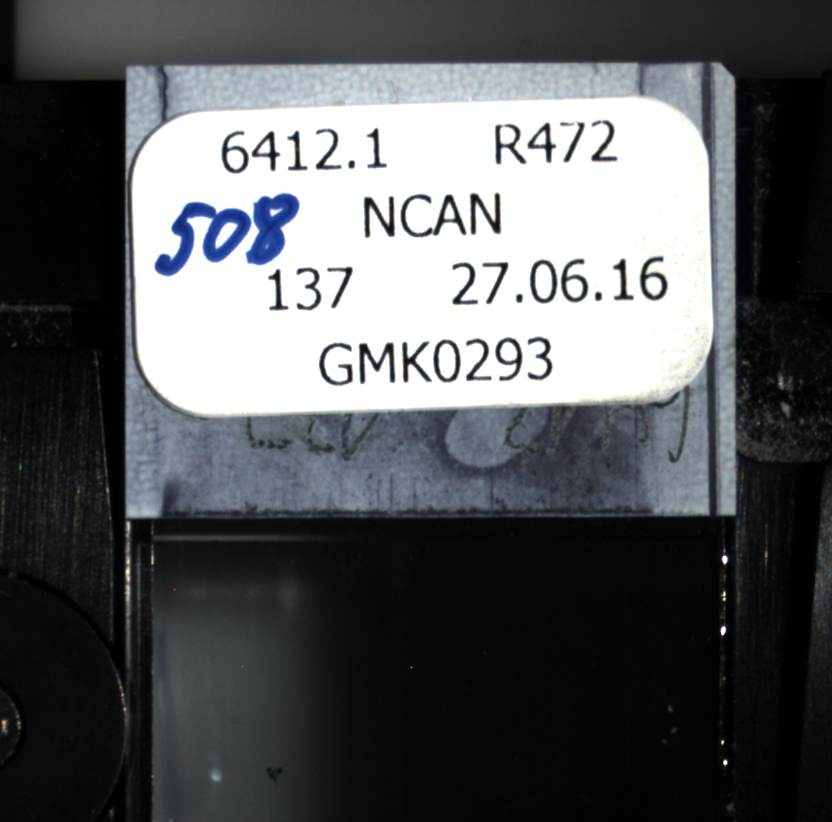 6412.1 R472
508 NCAN
137 27.06.16
GMK0293